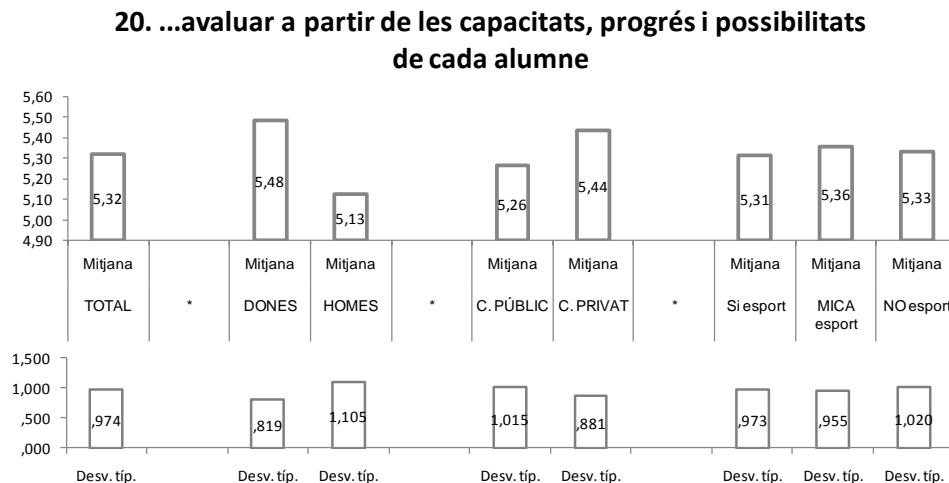 20. ...avaluar a partir de les capacitats, progrés i possibilitats
de cada alumne
5,60
5,50
5,40
5,30
5,20
5,10
5,00
4,90
5,32 5,48 5,13 5,26 5,44 5,31 5,36 5,33
Mitjana Mitjana Mitjana Mitjana Mitjana Mitjana Mitjana Mitjana
TOTAL * DONES HOMES * C. PÚBLIC C. PRIVAT * Si esport MICA esport NO esport
1,500
1,000
,500
,000
,974 ,819 1,105 1,015 ,881 ,973 ,955 1,020
Desv. típ. Desv. típ. Desv. típ. Desv. típ. Desv. típ. Desv. típ. Desv. típ. Desv. típ.